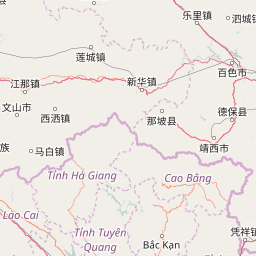 乐里镇
泗城镇
莲城镇
百色市
江那镇
新华镇
文山市
西洒镇
那坡县
德保县
族
马白镇
靖西市
Tỉnh Hà Giang
Cao Bằng
Lào Cai
Tỉnh Tuyên
Quang
凭祥
Bắc Kạn